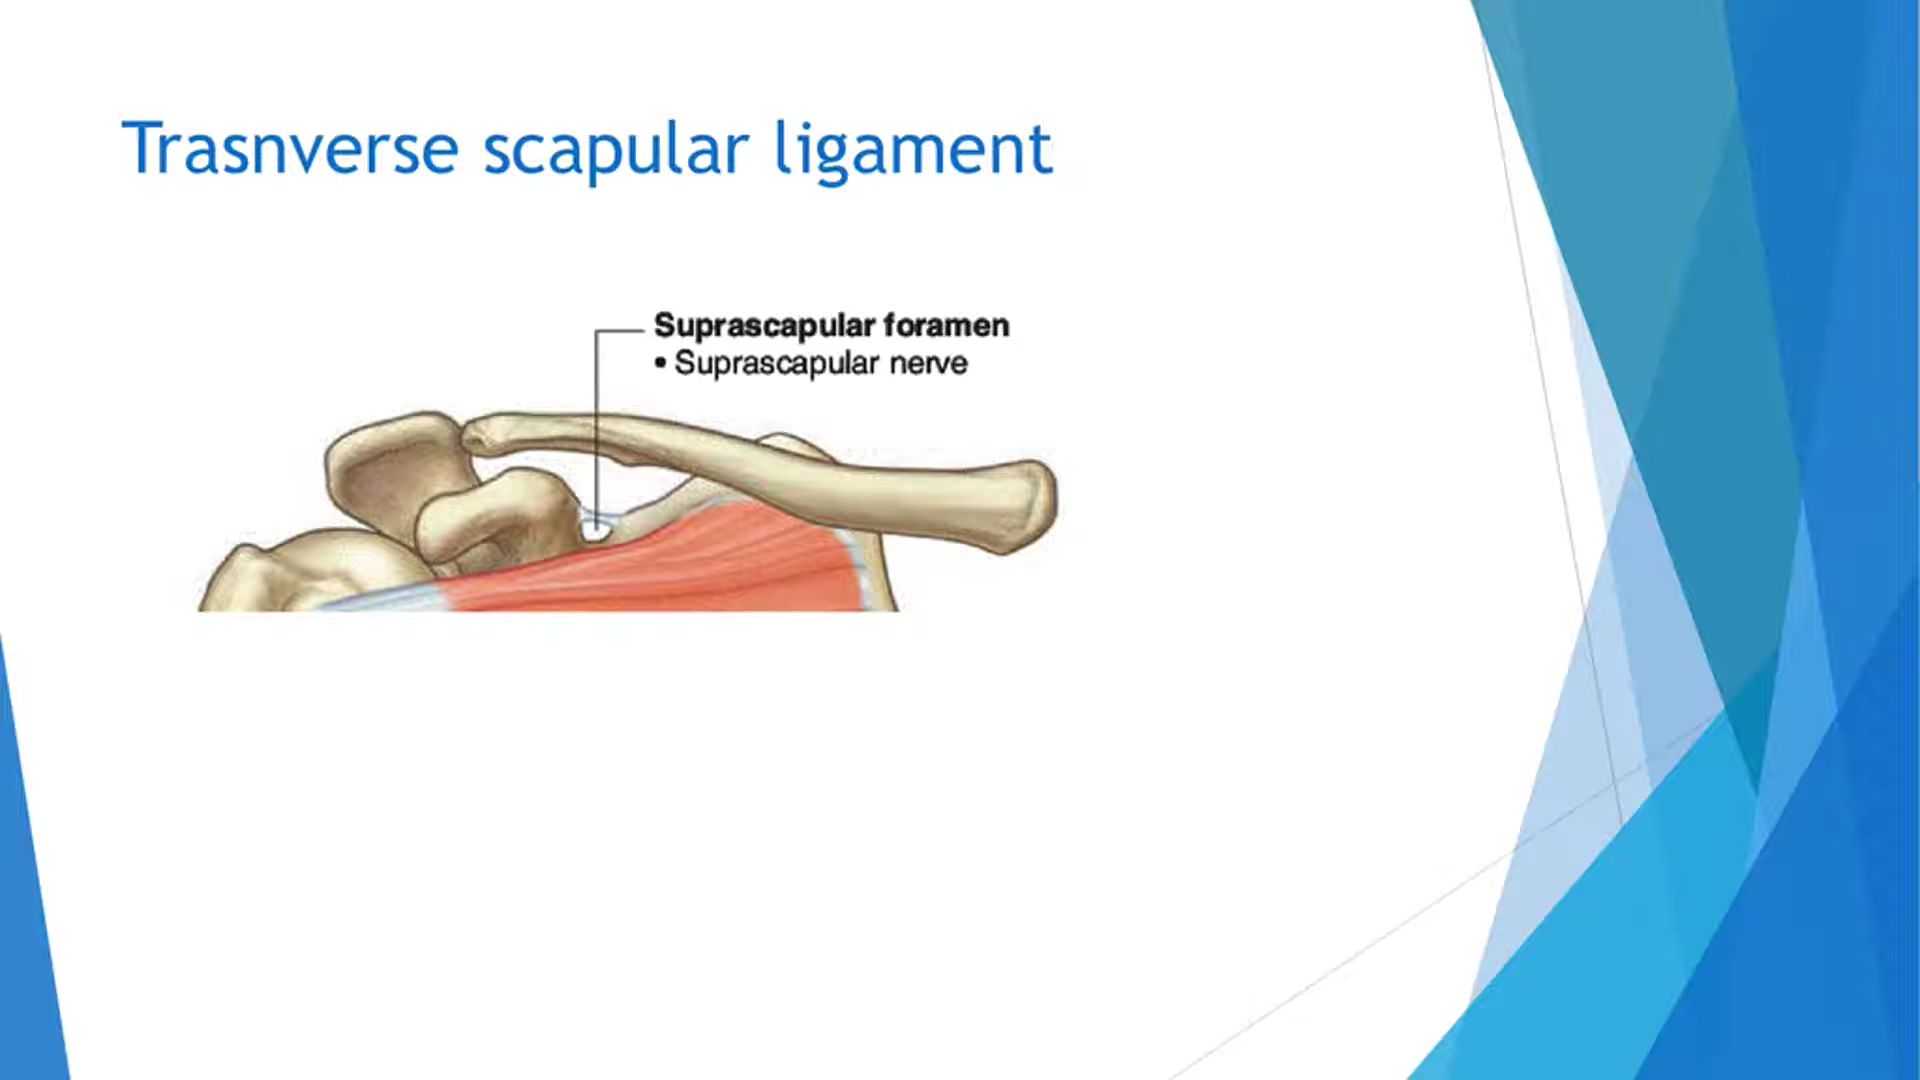 Trasnverse scapular ligament
Suprascapular foramen
• Suprascapular nerve